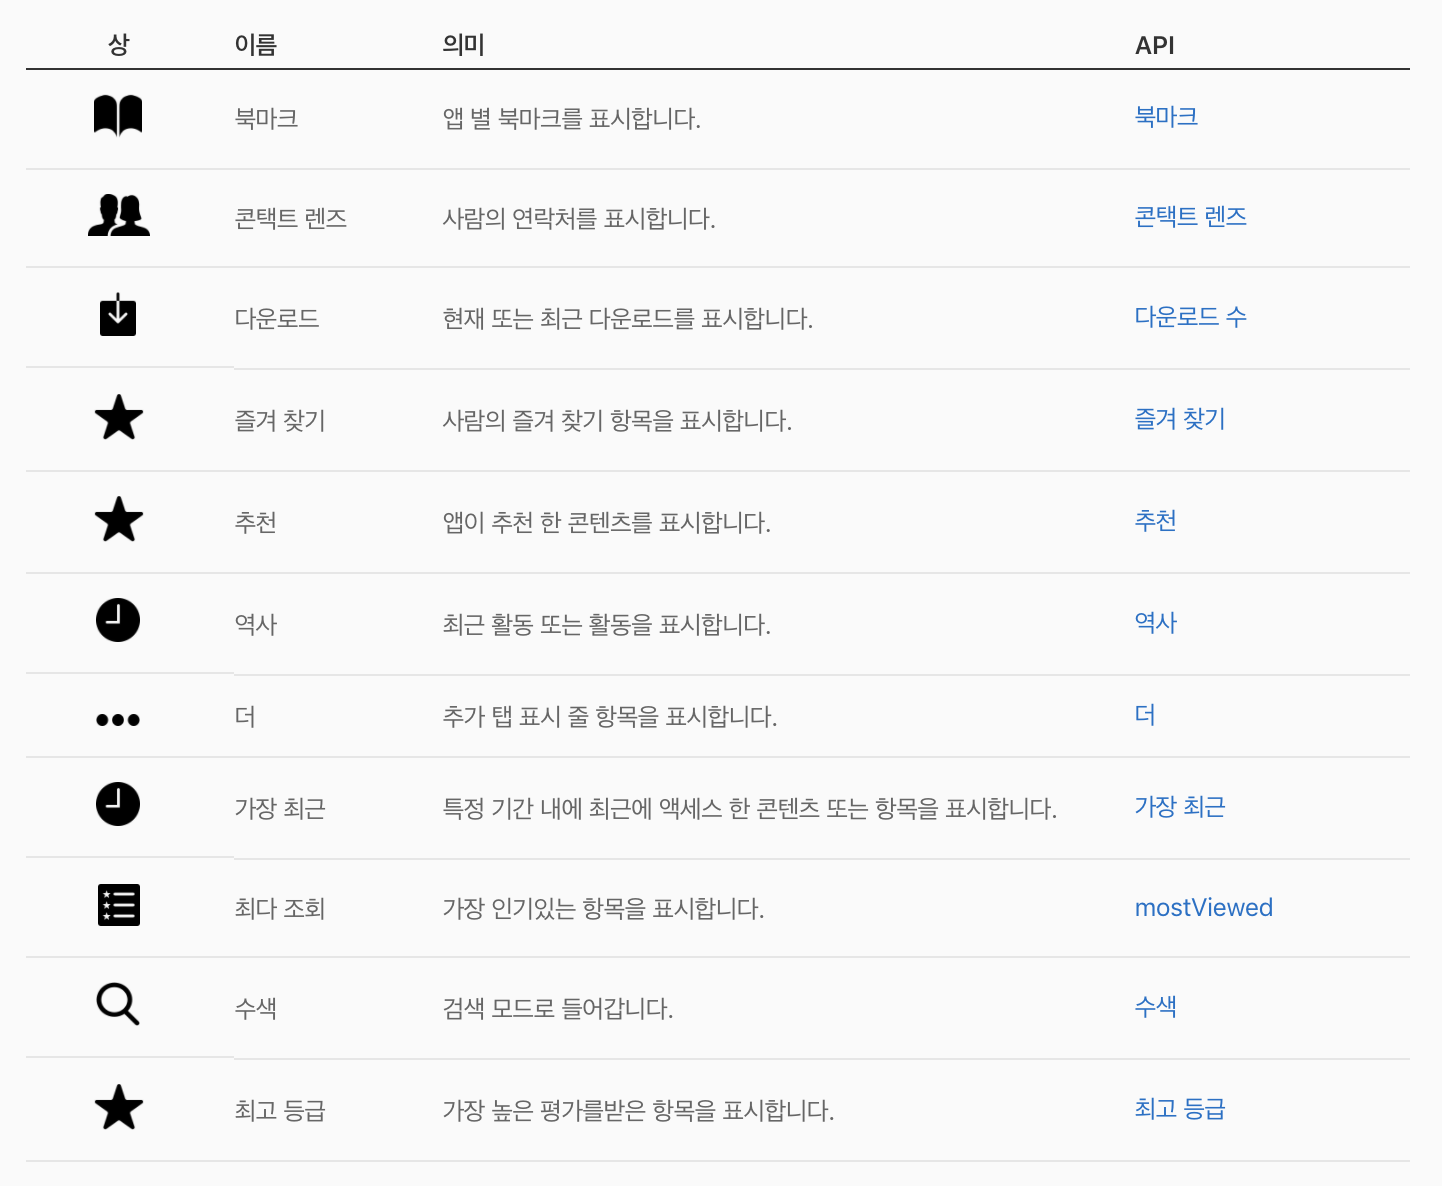 상 이름 의미 API
북마크 앱 별 북마크를 표시합니다. 북마크
콘택트 렌즈 사람의 연락처를 표시합니다. 콘택트 렌즈
다운로드 현재 또는 최근 다운로드를 표시합니다. 다운로드 수
즐겨 찾기 사람의 즐겨 찾기 항목을 표시합니다. 즐겨 찾기
추천 앱이 추천 한 콘텐츠를 표시합니다. 추천
역사 최근 활동 또는 활동을 표시합니다. 역사
더 추가 탭 표시 줄 항목을 표시합니다. 더
가장 최근 특정 기간 내에 최근에 액세스 한 콘텐츠 또는 항목을 표시합니다. 가장 최근
최다 조회 가장 인기있는 항목을 표시합니다. mostViewed
수색 검색 모드로 들어갑니다. 수색
최고 등급 가장 높은 평가를받은 항목을 표시합니다. 최고 등급